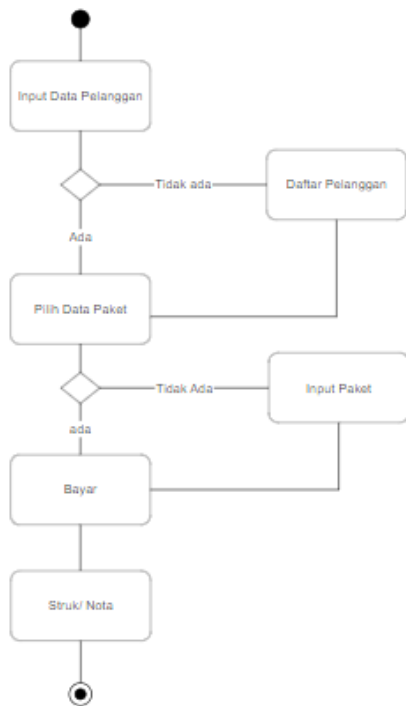 Input Data Pelanggan
Tidak ada
Daftar Pelanggan
Ada
Pilih Data Paket
Tidak Ada
Input Paket
ada
Bayar
Struk/ Nota